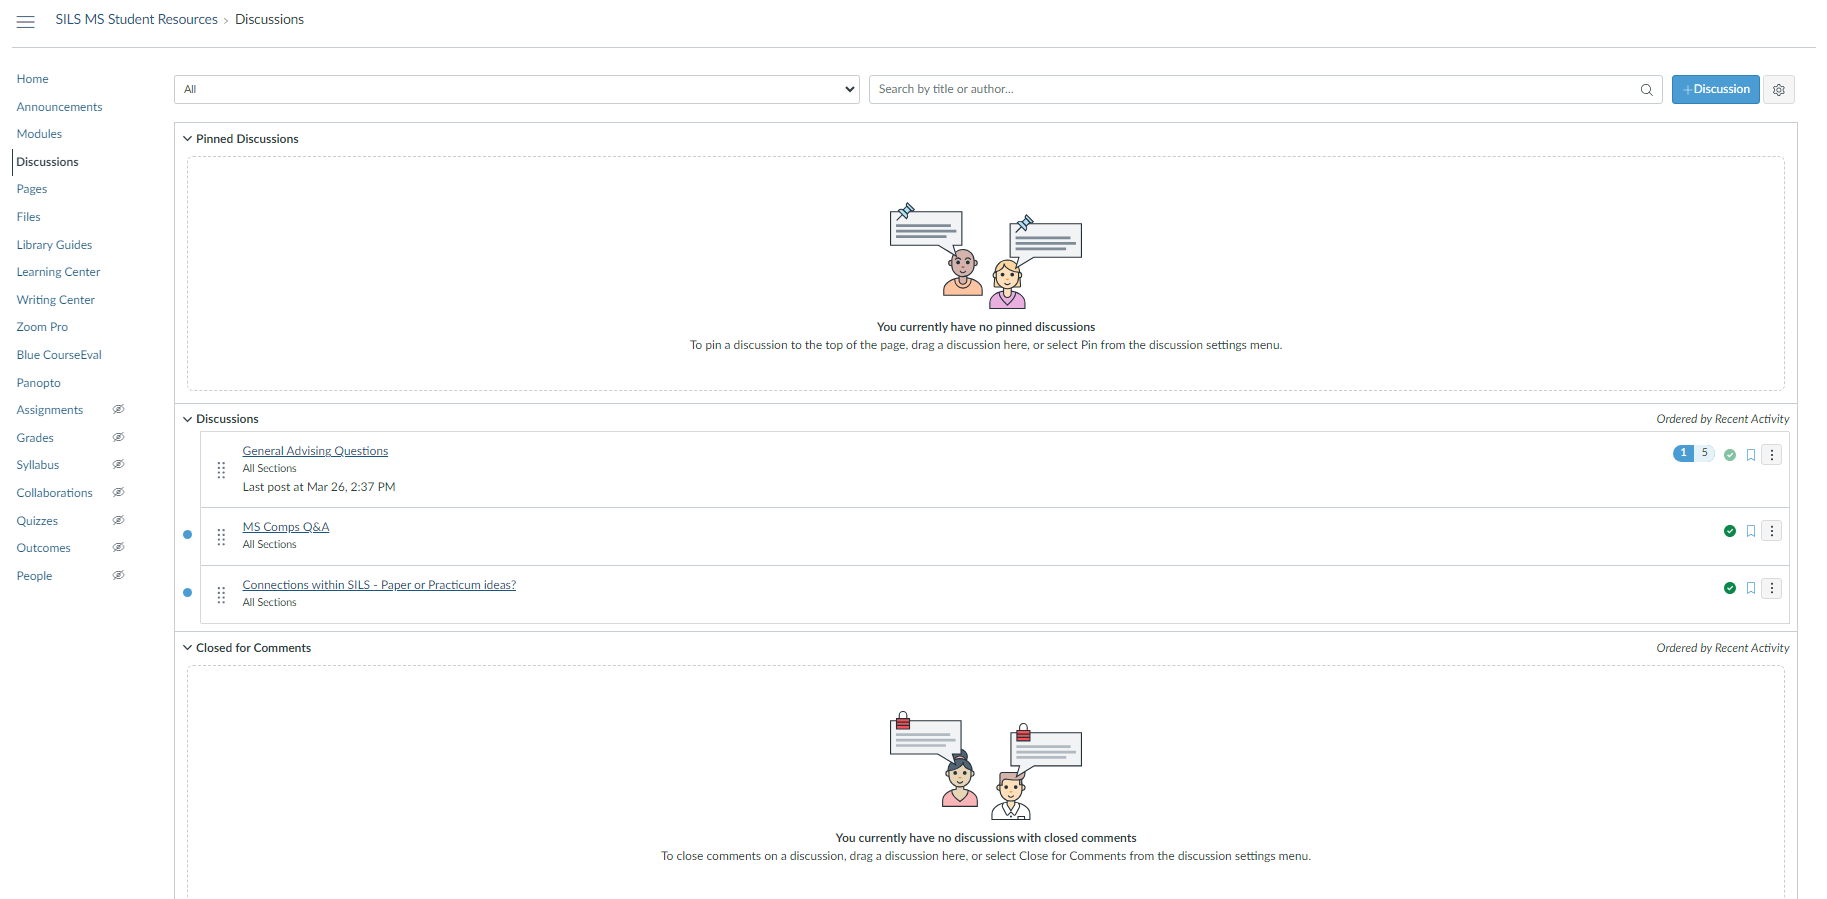 SILS MS Student Resources › Discussions
Home
Announcements
Modules
Discussions
Pages
Files
Library Guides
Learning Center
Writing Center
Zoom Pro
Blue CourseEval
Panopto
Assignments
Grades
Syllabus
Collaborations
Quizzes
Outcomes
People
All
Search by title or author...
+Discussion
Pinned Discussions
You currently have no pinned discussions
To pin a discussion to the top of the page, drag a discussion here, or select Pin from the discussion settings menu.
Discussions
Ordered by Recent Activity
General Advising Questions
All Sections
Last post at Mar 26, 2:37 PM
1 5
MS Comps Q&A
All Sections
Connections within SILS - Paper or Practicum ideas?
All Sections
Closed for Comments
Ordered by Recent Activity
You currently have no discussions with closed comments
To close comments on a discussion, drag a discussion here, or select Close for Comments from the discussion settings menu.